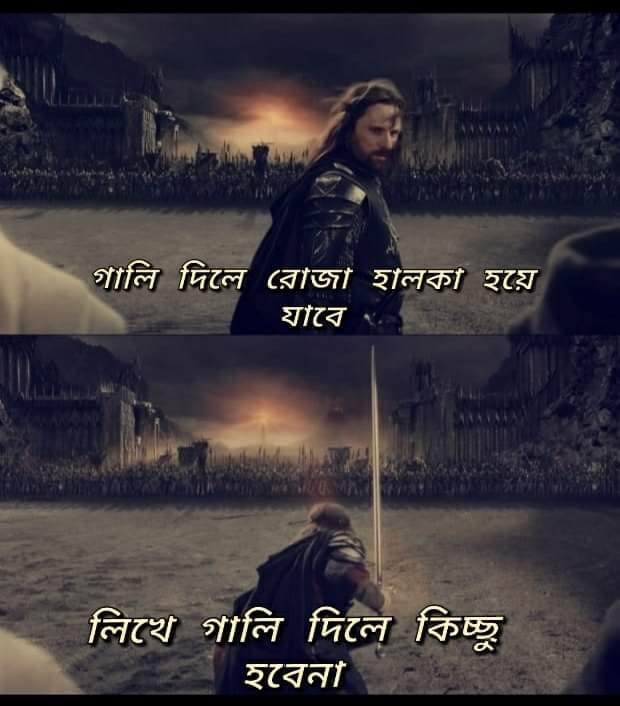 গালি দিলে রোজা হালকা হয়ে
যাবে
লিখে গালি দিলে কিচ্ছু
হবেনা